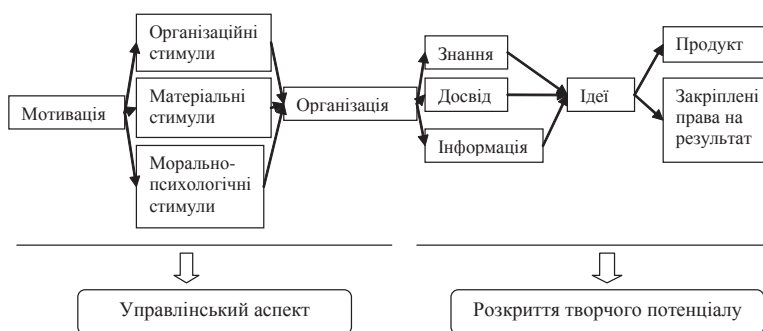 Мотивація
Організаційні
стимули
Матеріальні
стимули
Морально-
психологічні
стимули
Організація
Знання
Досвід
Інформація
Ідеї
Продукт
Закріплені
права на
результат
Управлінський аспект
Розкриття творчого потенціалу